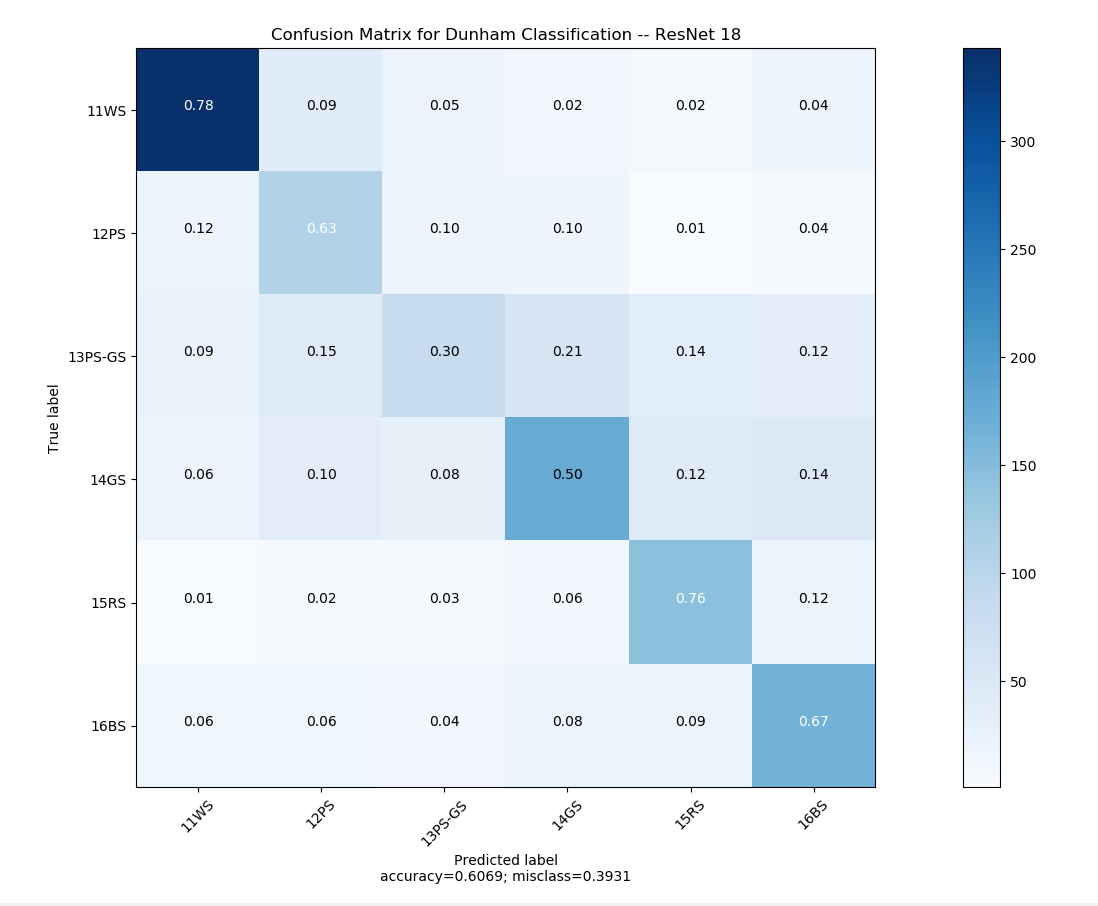 Confusion Matrix for Dunham Classification -- ResNet 18
11WS 0.78 0.09 0.05 0.02 0.02 0.04
12PS 0.12 0.63 0.10 0.10 0.01 0.04
13PS-GS 0.09 0.15 0.30 0.21 0.14 0.12
14GS 0.06 0.10 0.08 0.50 0.12 0.14
15RS 0.01 0.02 0.03 0.06 0.76 0.12
16BS 0.06 0.06 0.04 0.08 0.09 0.67
True label
11WS 12PS 13PS-GS 14GS 15RS 16BS
Predicted label
accuracy=0.6069; misclass=0.3931
300
250
200
150
100
50